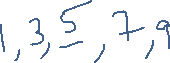 1, 3, 5, 7, 9